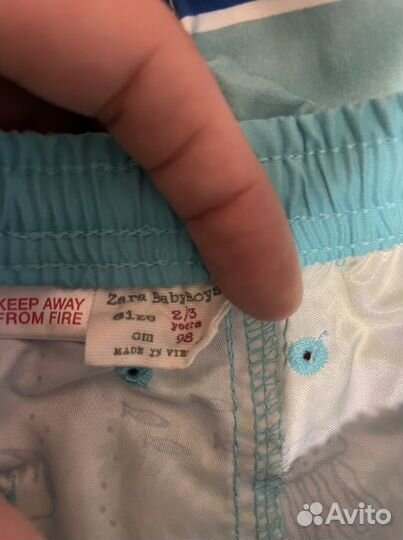 KEEP AWAY
FROM FIRE
Zara BabyBoys
size 2/3
years
cm 98
MADE IN VIE
Avito